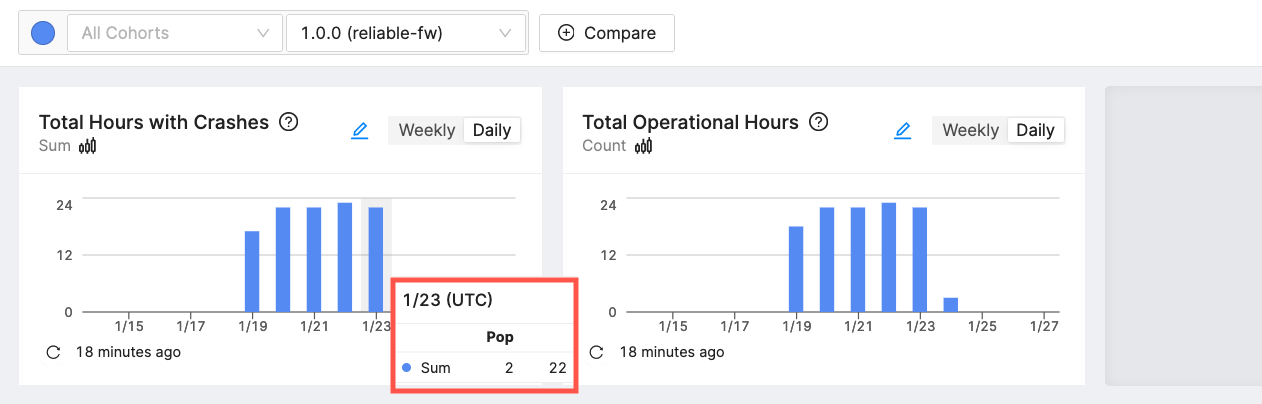 All Cohorts
1.0.0 (reliable-fw)
Compare
Total Hours with Crashes
Sum
Weekly
Daily
24
12
0
1/15
1/17
1/19
1/21
1/23
18 minutes ago
1/23 (UTC)
Pop
Sum 2 22
Total Operational Hours
Count
Weekly
Daily
24
12
0
1/15
1/17
1/19
1/21
1/23
1/25
1/27
18 minutes ago